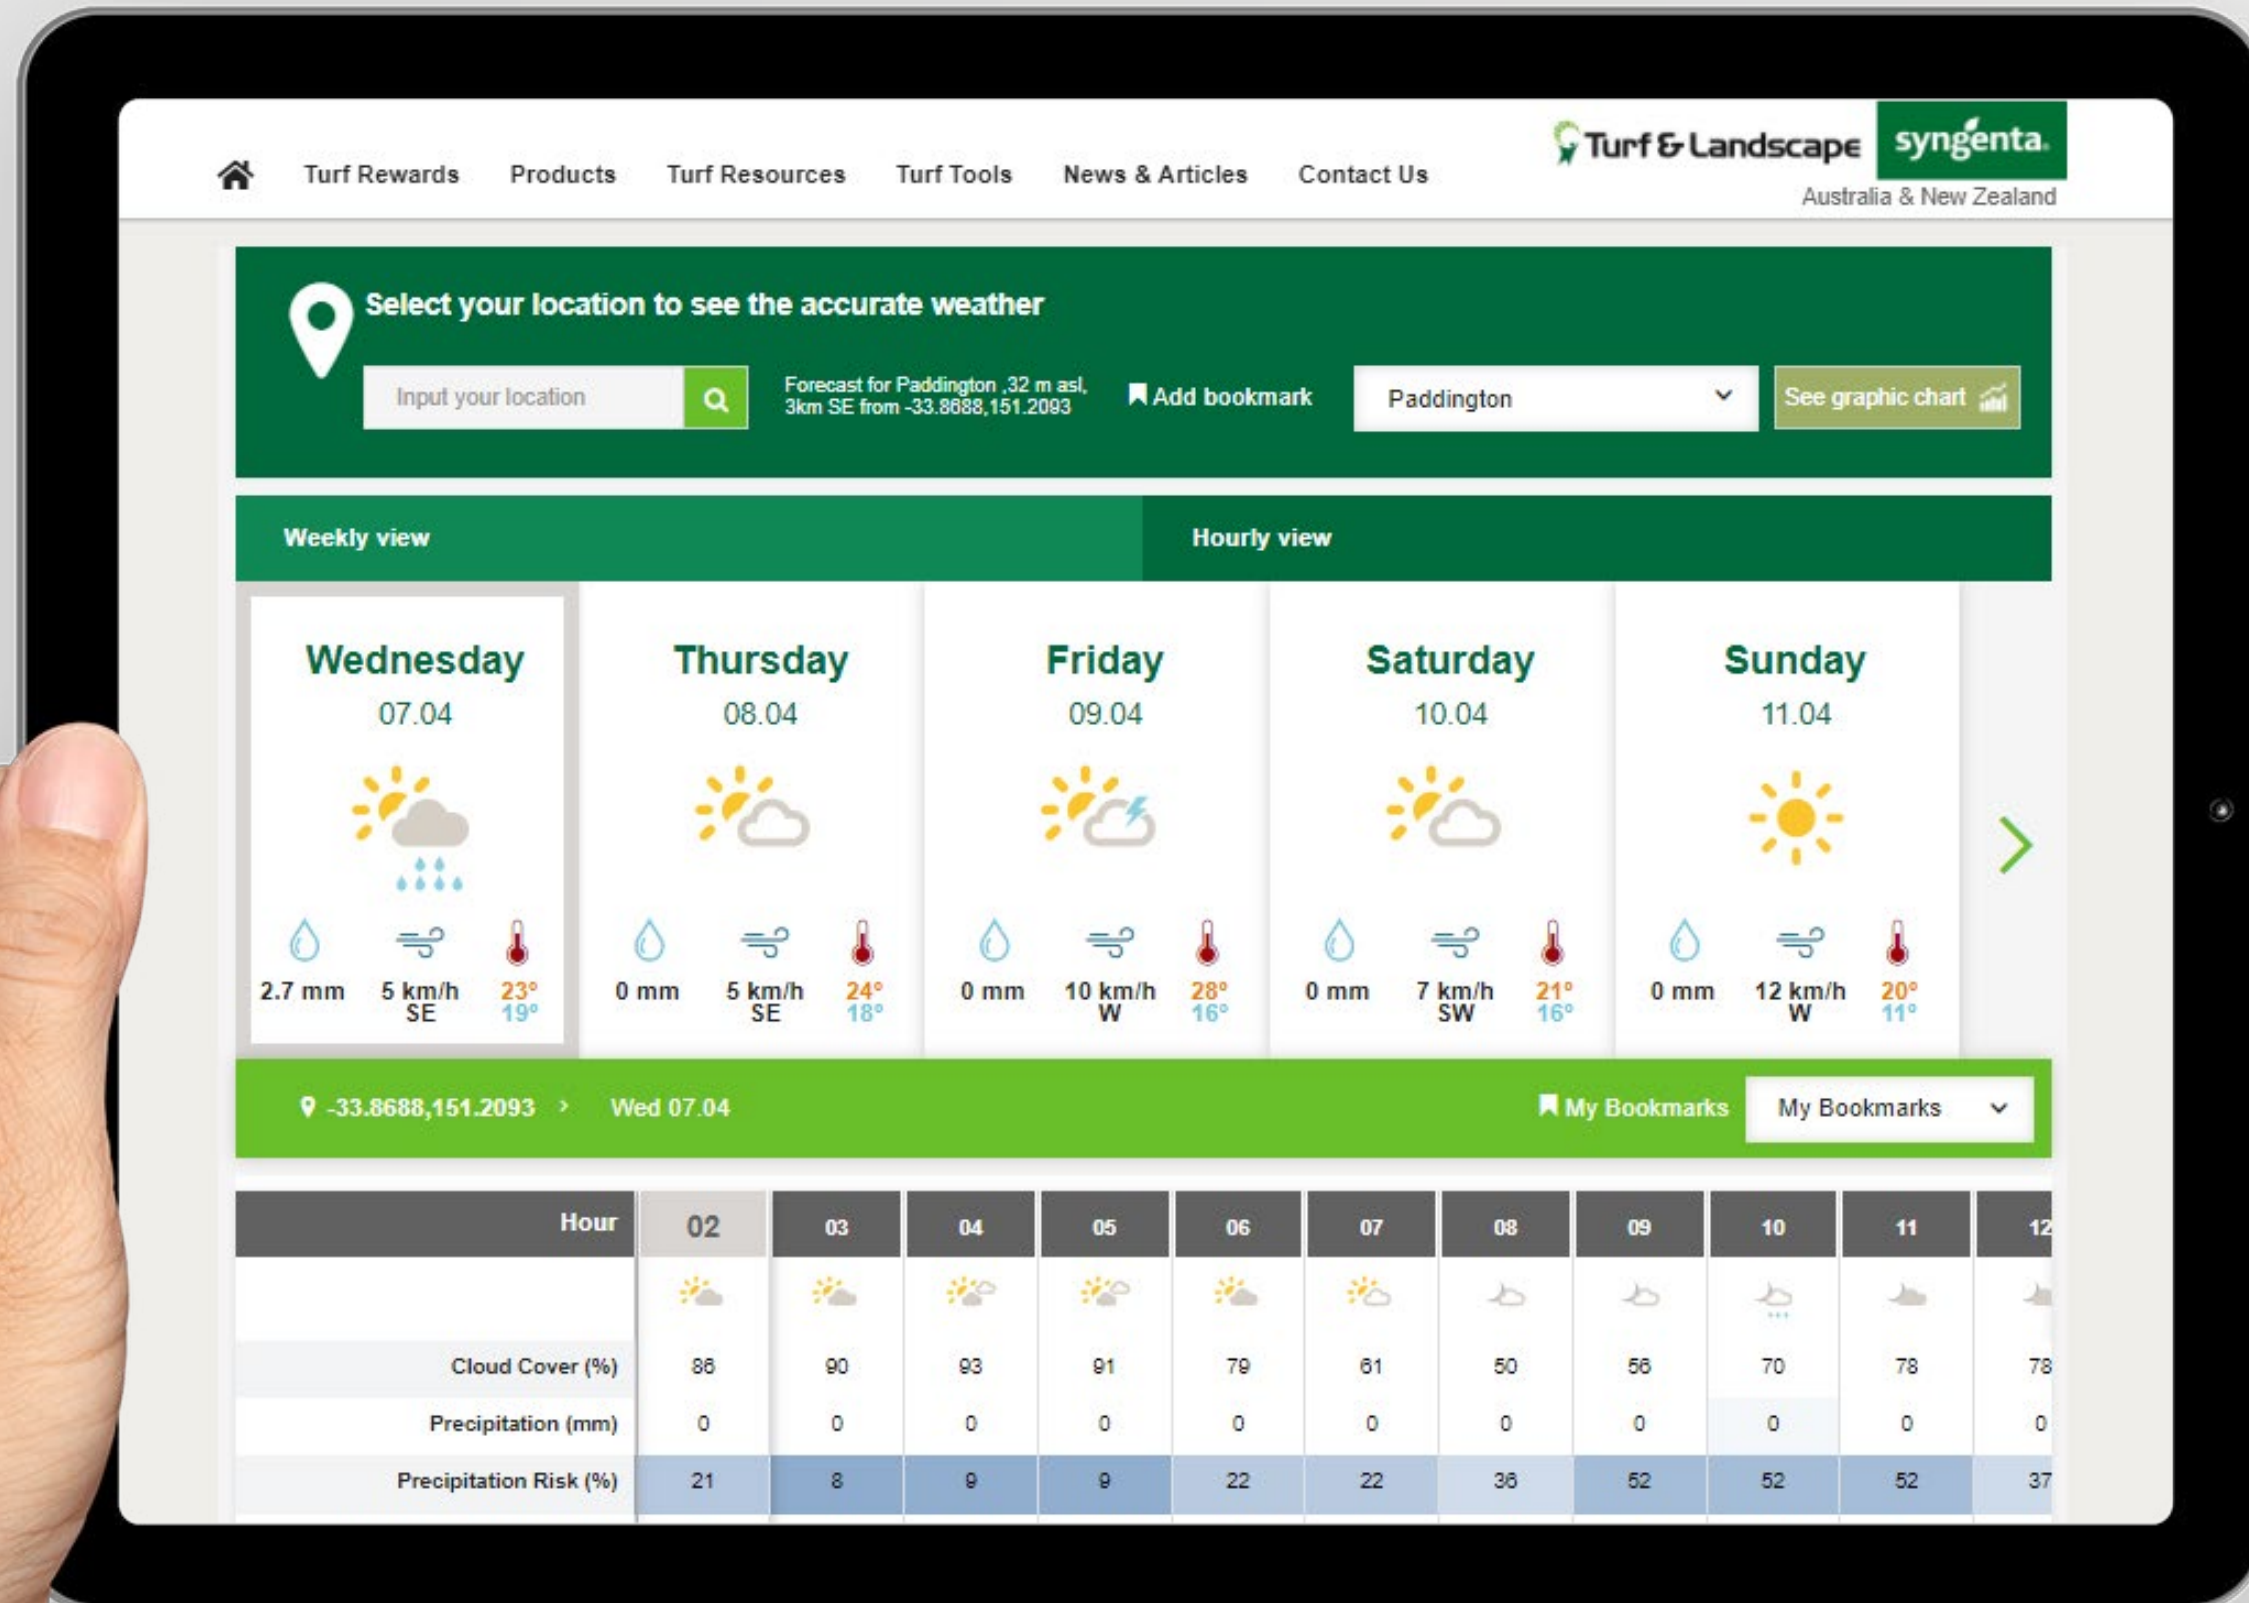 Turf Rewards Products Turf Resources Turf Tools News & Articles Contact Us
Turf & Landscape
syngenta.
Australia & New Zealand
Select your location to see the accurate weather
Input your location
Forecast for Paddington ,32 m asl,
3km SE from -33.8688,151.2093
Add bookmark
Paddington
See graphic chart
Weekly view Hourly view
Wednesday Thursday Friday Saturday Sunday
07.04 08.04 09.04 10.04 11.04
2.7 mm 5 km/h 23° 0 mm 5 km/h 24° 0 mm 10 km/h 28° 0 mm 7 km/h 21° 0 mm 12 km/h 20°
SE 19° SE 18° W 16° SW 16° W 11°
-33.8688,151.2093 > Wed 07.04 My Bookmarks My Bookmarks
Hour 02 03 04 05 06 07 08 09 10 11 12
Cloud Cover (%) 86 90 93 91 79 61 50 56 70 78 78
Precipitation (mm) 0 0 0 0 0 0 0 0 0 0 0
Precipitation Risk (%) 21 8 9 9 22 22 36 52 52 52 37